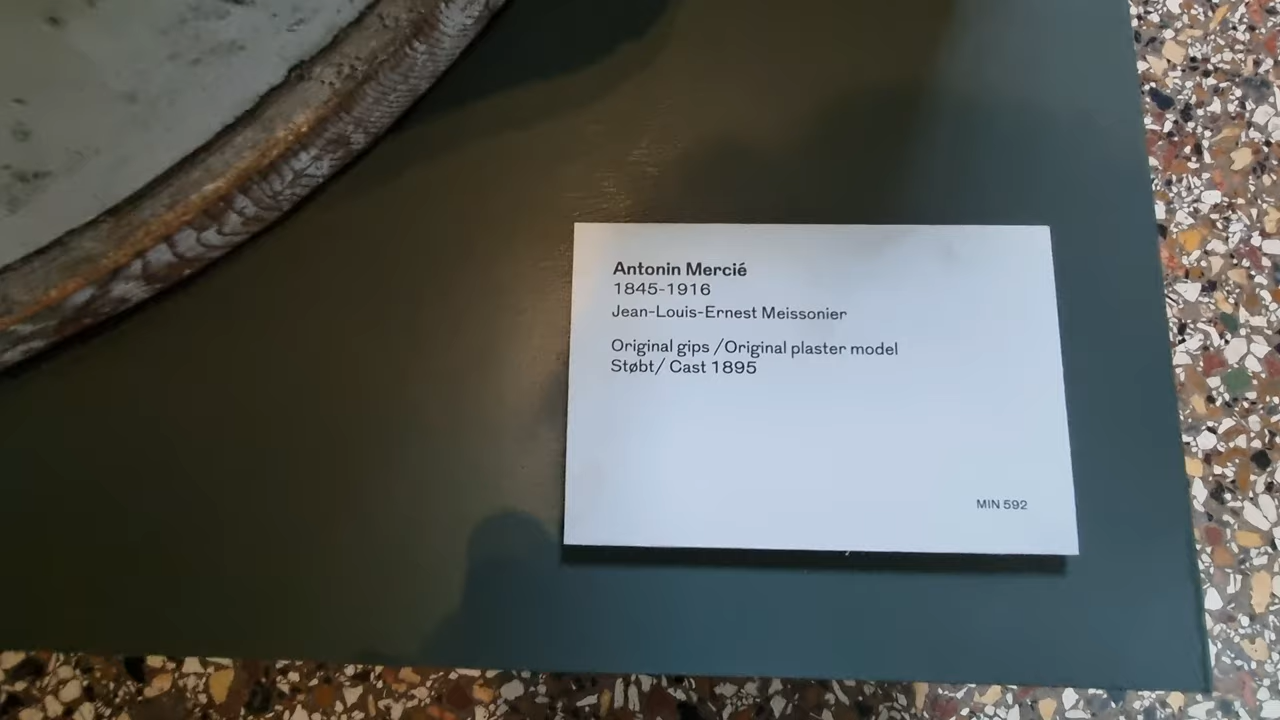 Antonin Mercié
1845-1916
Jean-Louis-Ernest Meissonier
Original gips /Original plaster model
Støbt/ Cast 1895
MIN 592